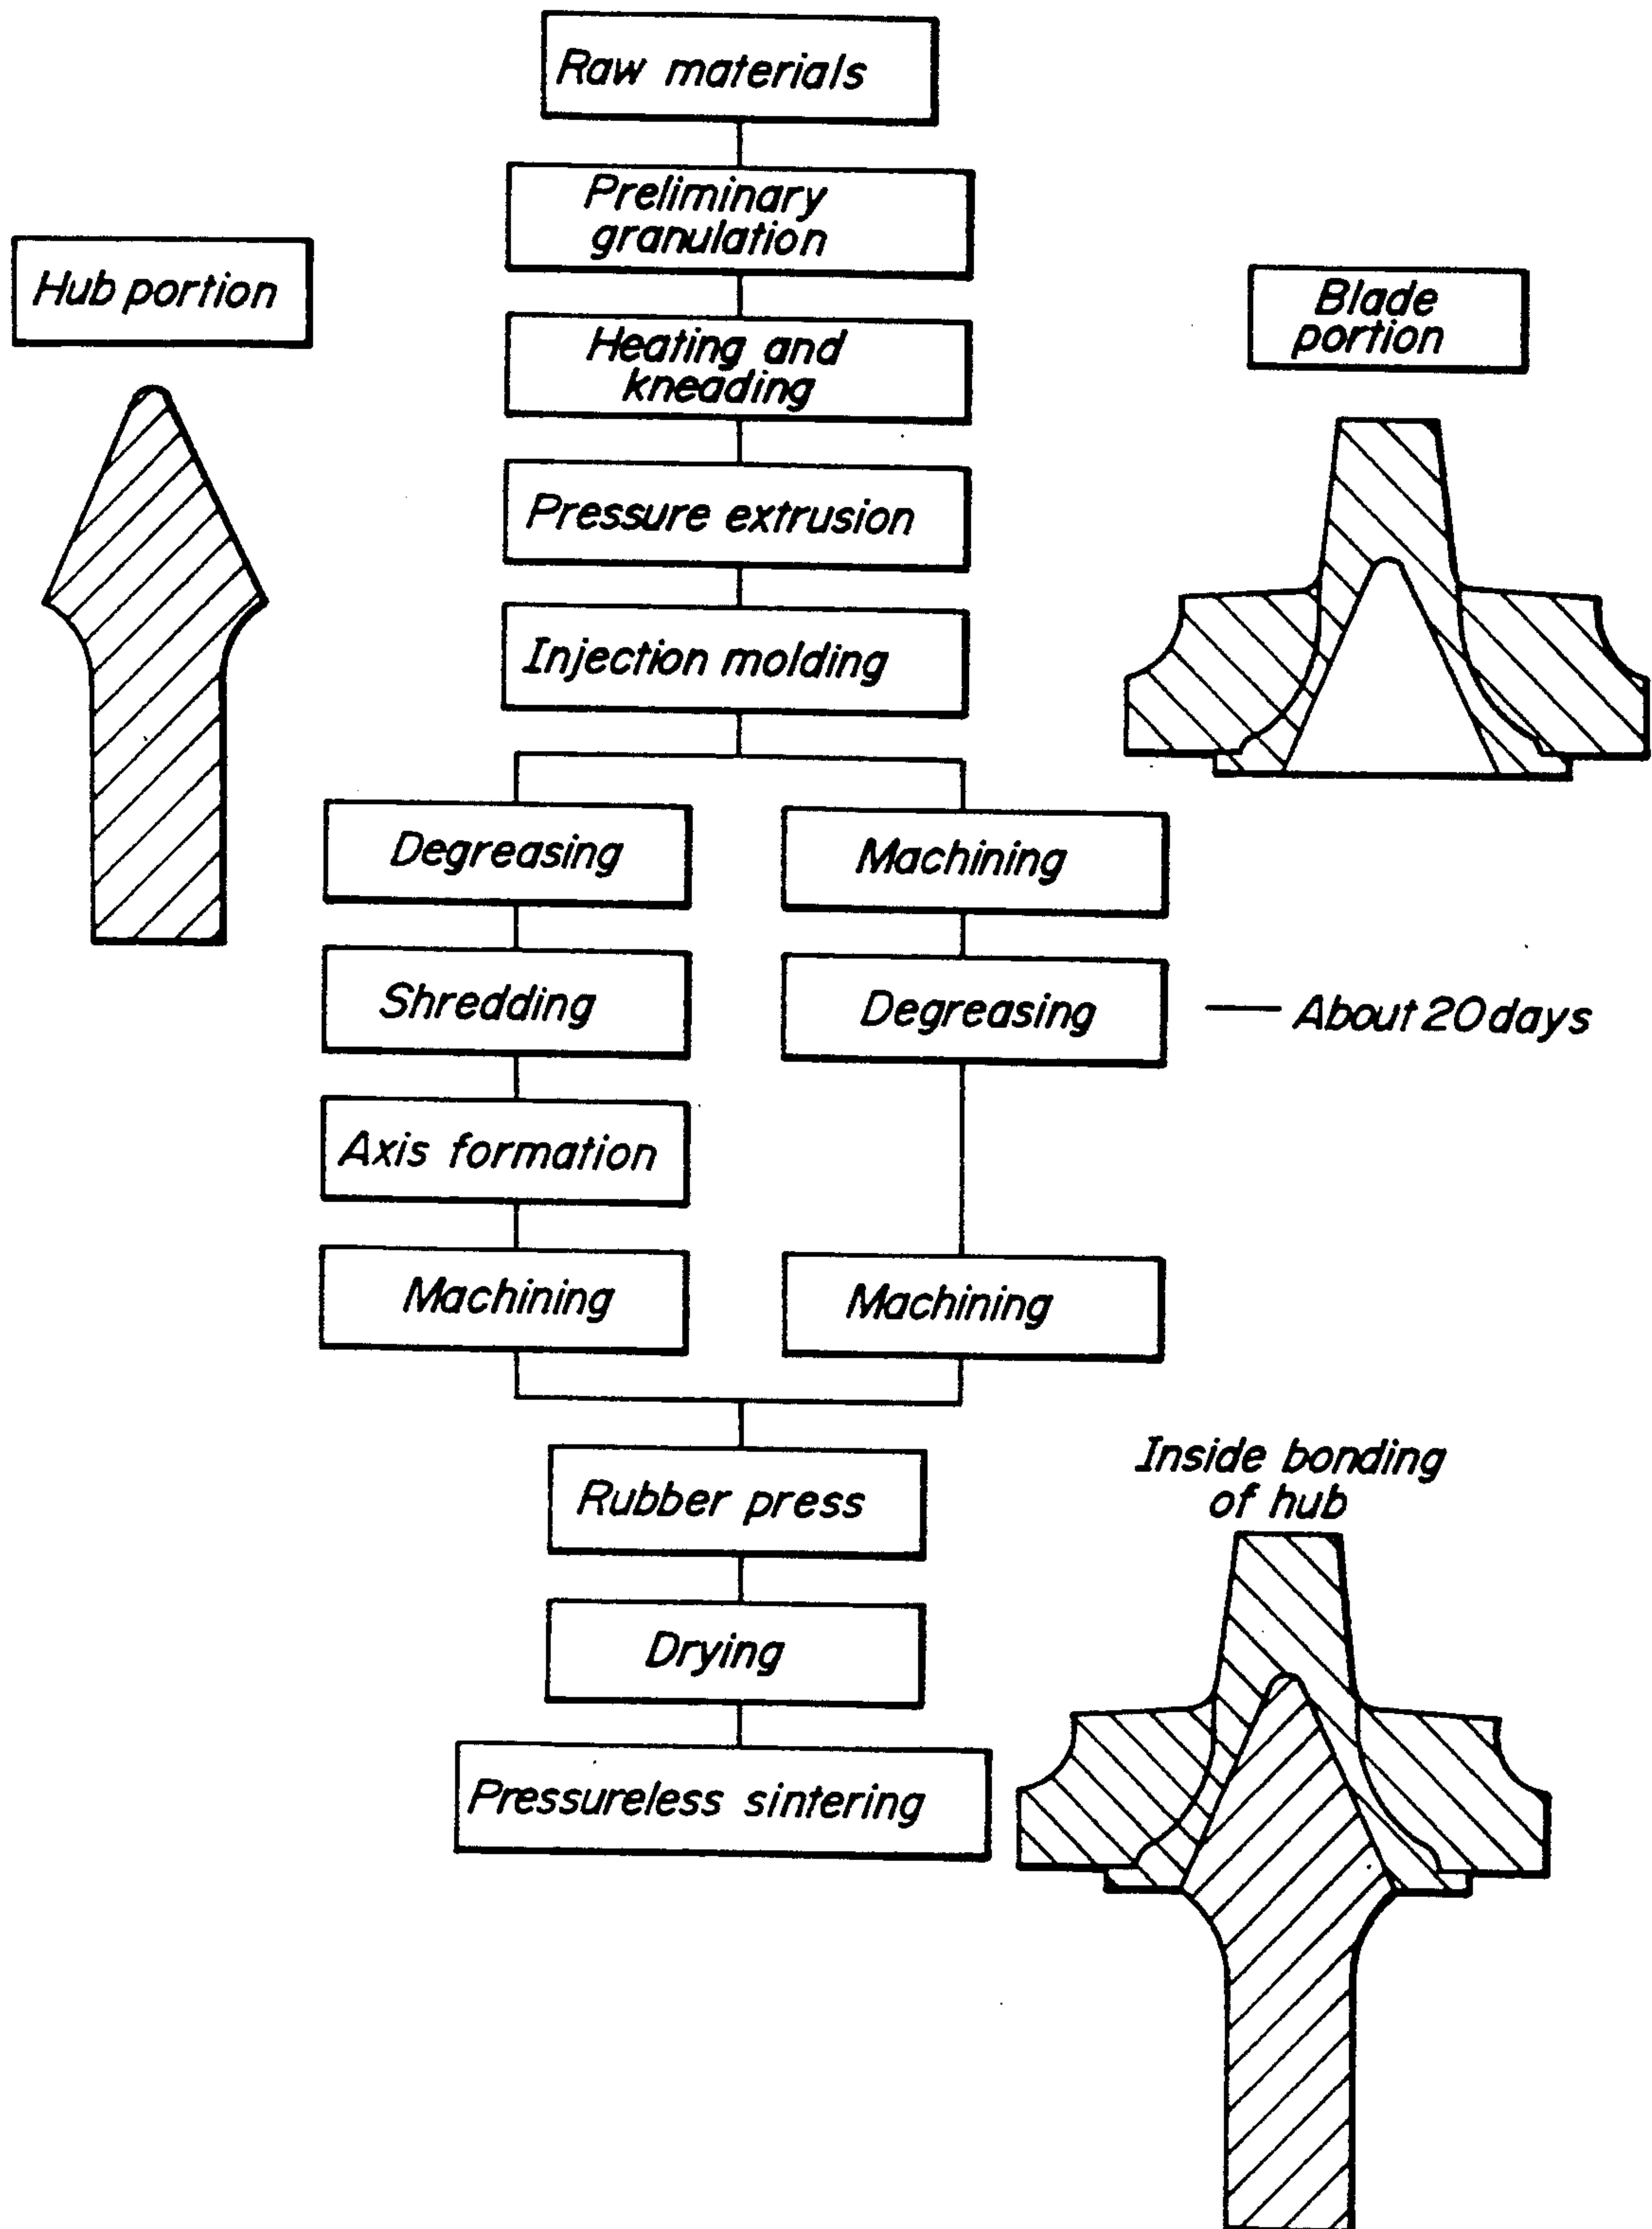 Raw materials
Preliminary
granulation
Hub portion
Blade
portion
Heating and
kneading
Pressure extrusion
Injection molding
Degreasing
Machining
Shredding
Degreasing
— About 20 days
Axis formation
Machining
Machining
Rubber press
Inside bonding
of hub
Drying
Pressureless sintering